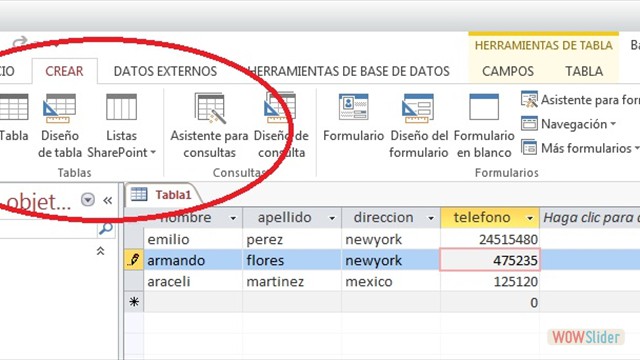 HERRAMIENTAS DE TABLA
CIO CREAR DATOS EXTERNOS HERRAMIENTAS DE BASE DE DATOS CAMPOS TABLA
Tabla
Diseño de tabla
Listas SharePoint
Asistente para consultas
Diseño de consulta
Formulario
Diseño del formulario
Formulario en blanco
Asistente para for
Navegación
Más formularios
Tablas Consultas Formularios
objet...
Tabla1
nombre apellido direccion telefono Haga clic para
emilio perez newyork 24515480
armando flores newyork 475235
araceli martinez mexico 125120
0
WOWSlider